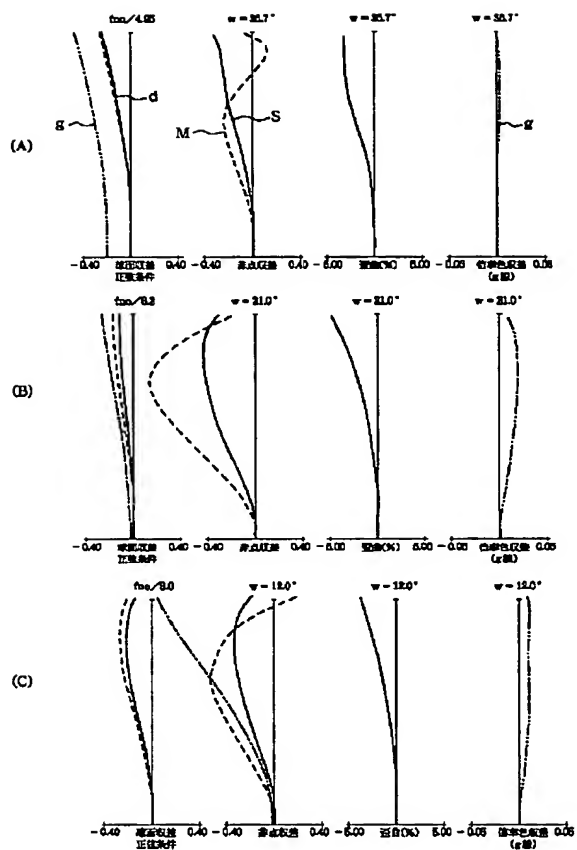 fno/4.95 w=35.7° w=35.7° w=35.7°
g d M S g
(A)
-0.40 0.40 -0.40 0.40 -5.00 5.00 -0.05 0.05
球面収差 非点収差 歪曲(%) 倍率色収差
正弦条件 (g線)
w=21.0° w=21.0° w=21.0°
(B)
-0.40 0.40 -0.40 0.40 -5.00 5.00 -0.05 0.05
球面収差 非点収差 歪曲(%) 色収差
正弦条件 (g線)
w=12.0° w=12.0° w=12.0°
(C)
-0.40 0.40 -0.40 0.40 -5.00 5.00 -0.05 0.05
球面収差 非点収差 歪曲(%) 倍率色収差
正弦条件 (g線)